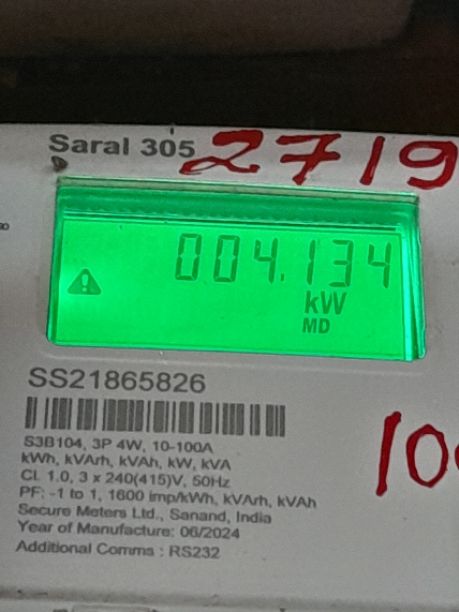 Saral 305
2719
004.134
kW
MD
SS21865826
S3B104, 3P 4W, 10-100A
kWh, kVArh, kVAh, kW, kVA
Cl. 1.0, 3 x 240(415)V, 50Hz
PF: -1 to 1, 1600 imp/kWh, kVArh, kVAh
Secure Meters Ltd., Sanand, India
Year of Manufacture: 06/2024
Additional Comms : RS232